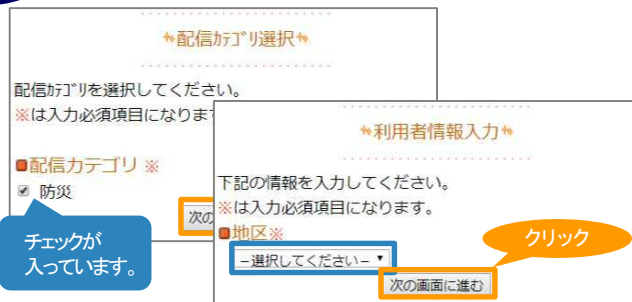 配信ｶﾃｺﾞﾘ選択
配信ｶﾃｺﾞﾘを選択してください。
※は入力必須項目になりま
■配信カテゴリ ※
防災
次の
チェックが
入っています。
利用者情報入力
下記の情報を入力してください。
※は入力必須項目になります。
■地区※
－選択してください－
次の画面に進む
クリック